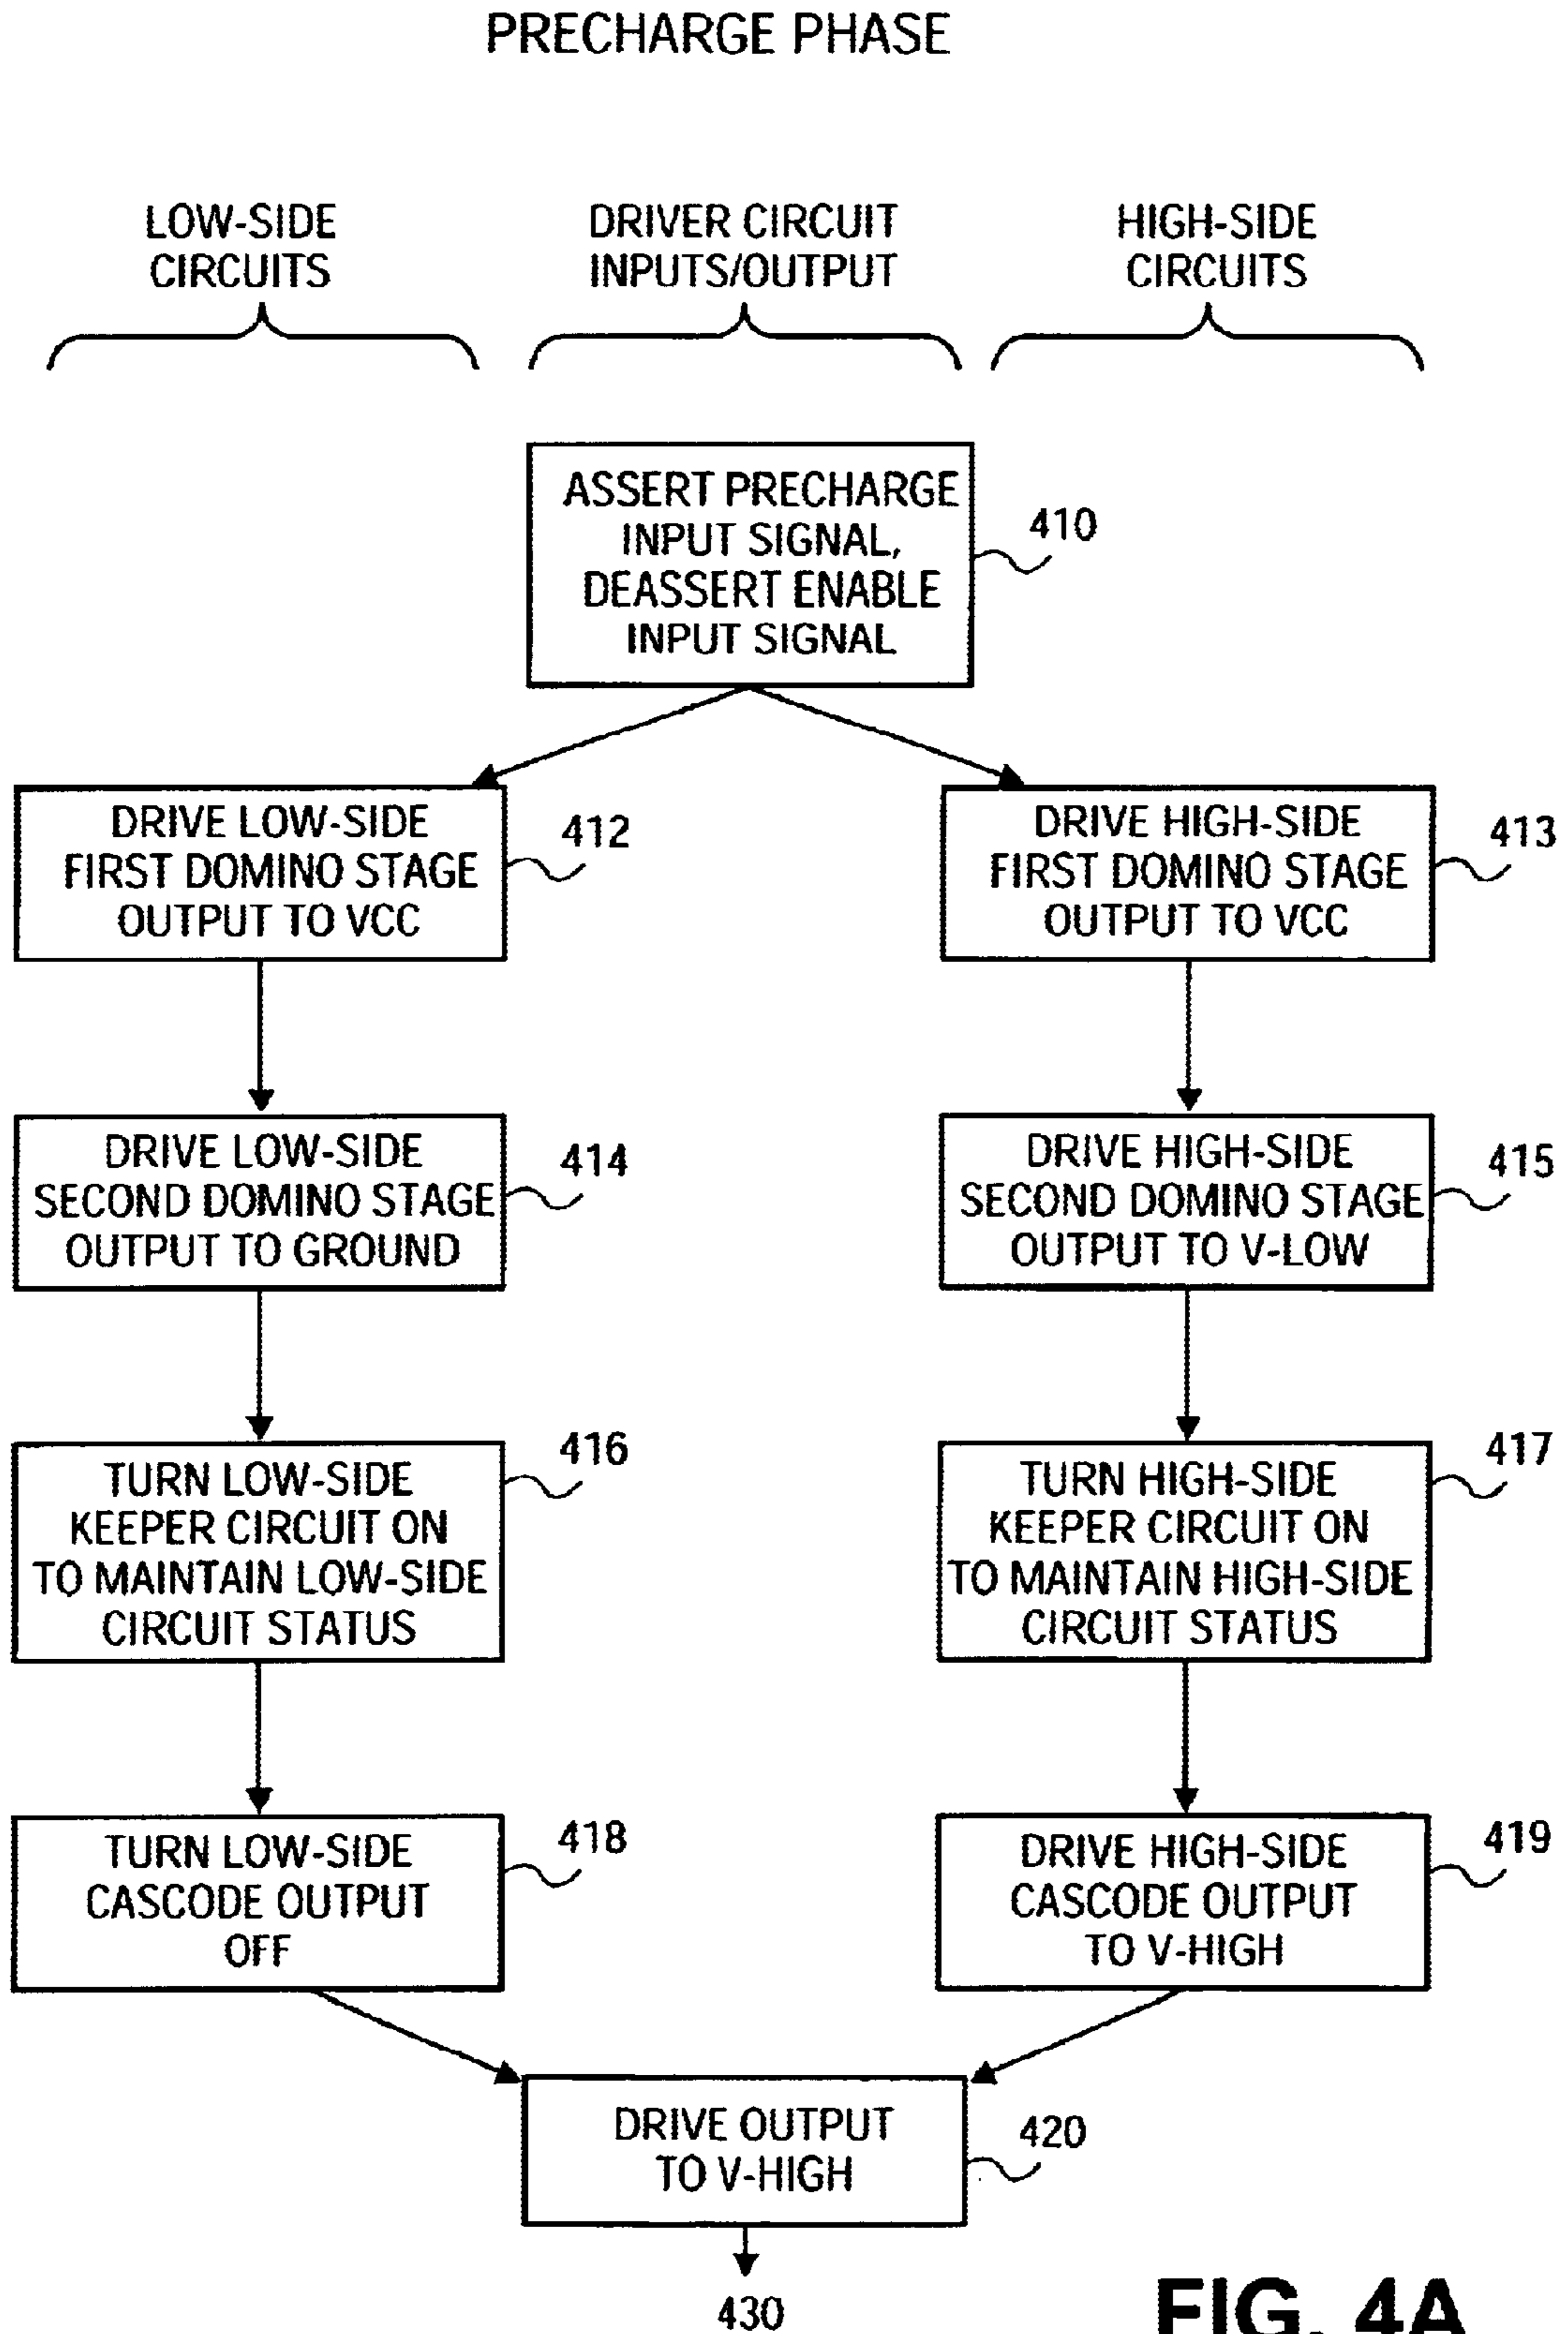 PRECHARGE PHASE
LOW-SIDE
CIRCUITS
DRIVER CIRCUIT
INPUTS/OUTPUT
HIGH-SIDE
CIRCUITS
ASSERT PRECHARGE
INPUT SIGNAL,
DEASSERT ENABLE
INPUT SIGNAL
410
DRIVE LOW-SIDE
FIRST DOMINO STAGE
OUTPUT TO VCC
412
DRIVE HIGH-SIDE
FIRST DOMINO STAGE
OUTPUT TO VCC
413
DRIVE LOW-SIDE
SECOND DOMINO STAGE
OUTPUT TO GROUND
414
DRIVE HIGH-SIDE
SECOND DOMINO STAGE
OUTPUT TO V-LOW
415
TURN LOW-SIDE
KEEPER CIRCUIT ON
TO MAINTAIN LOW-SIDE
CIRCUIT STATUS
416
TURN HIGH-SIDE
KEEPER CIRCUIT ON
TO MAINTAIN HIGH-SIDE
CIRCUIT STATUS
417
TURN LOW-SIDE
CASCODE OUTPUT
OFF
418
DRIVE HIGH-SIDE
CASCODE OUTPUT
TO V-HIGH
419
DRIVE OUTPUT
TO V-HIGH
420
430
FIG. 4A